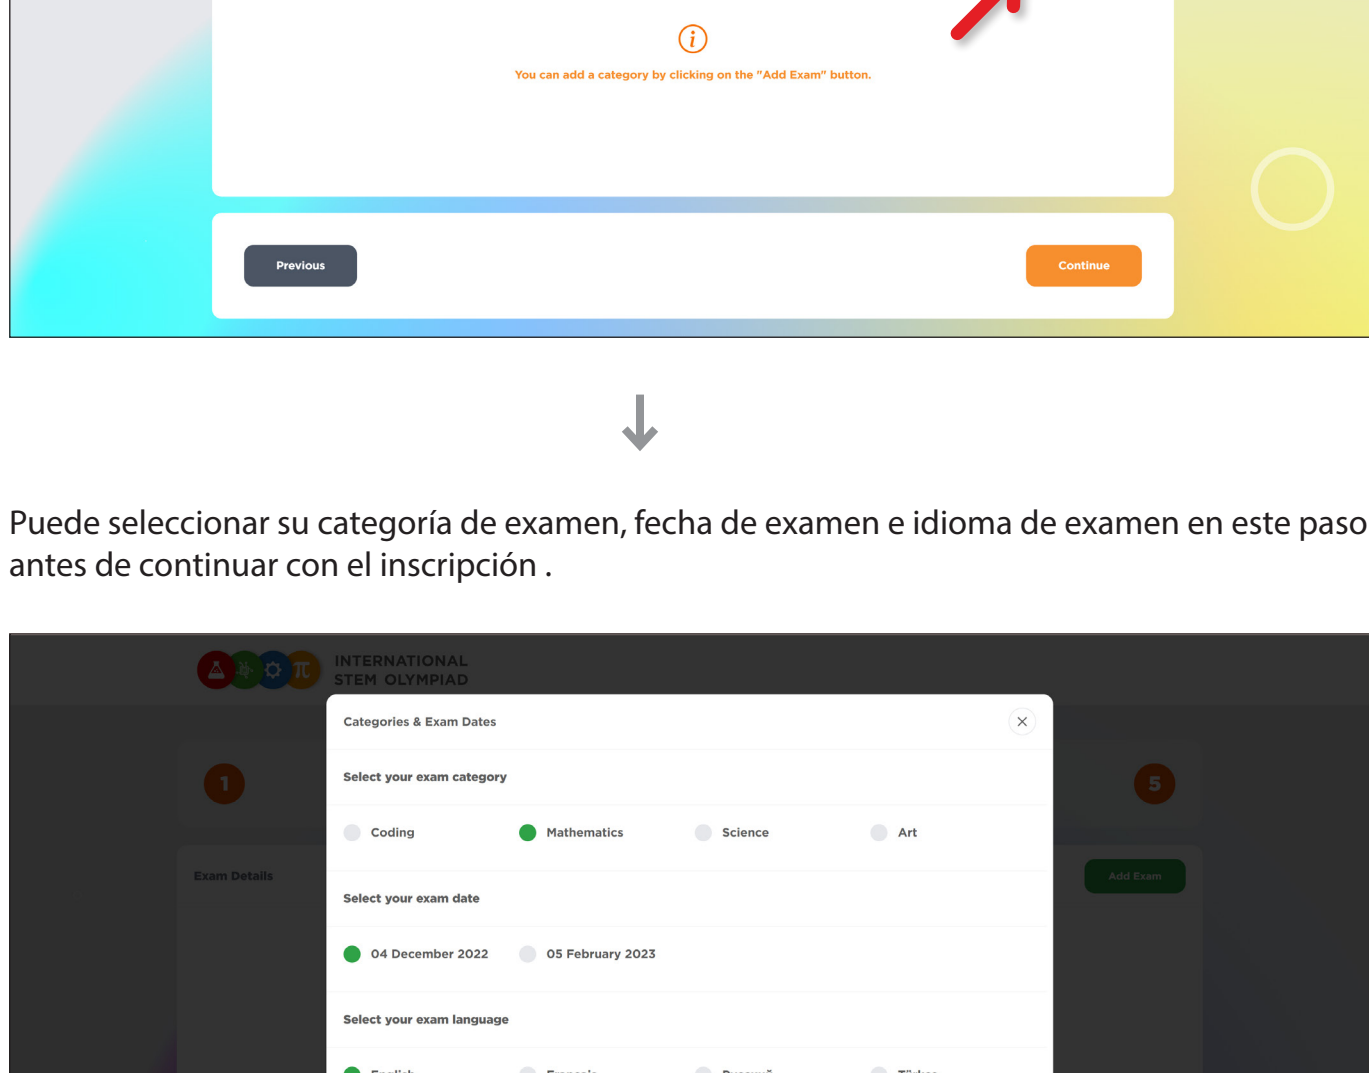 You can add a category by clicking on the "Add Exam" button.
Previous
Continue
Puede seleccionar su categoría de examen, fecha de examen e idioma de examen en este paso
antes de continuar con el inscripción .
INTERNATIONAL
STEM OLYMPIAD
Categories & Exam Dates
Select your exam category
1
5
Coding Mathematics Science Art
Exam Details
Add Exam
Select your exam date
04 December 2022 05 February 2023
Select your exam language